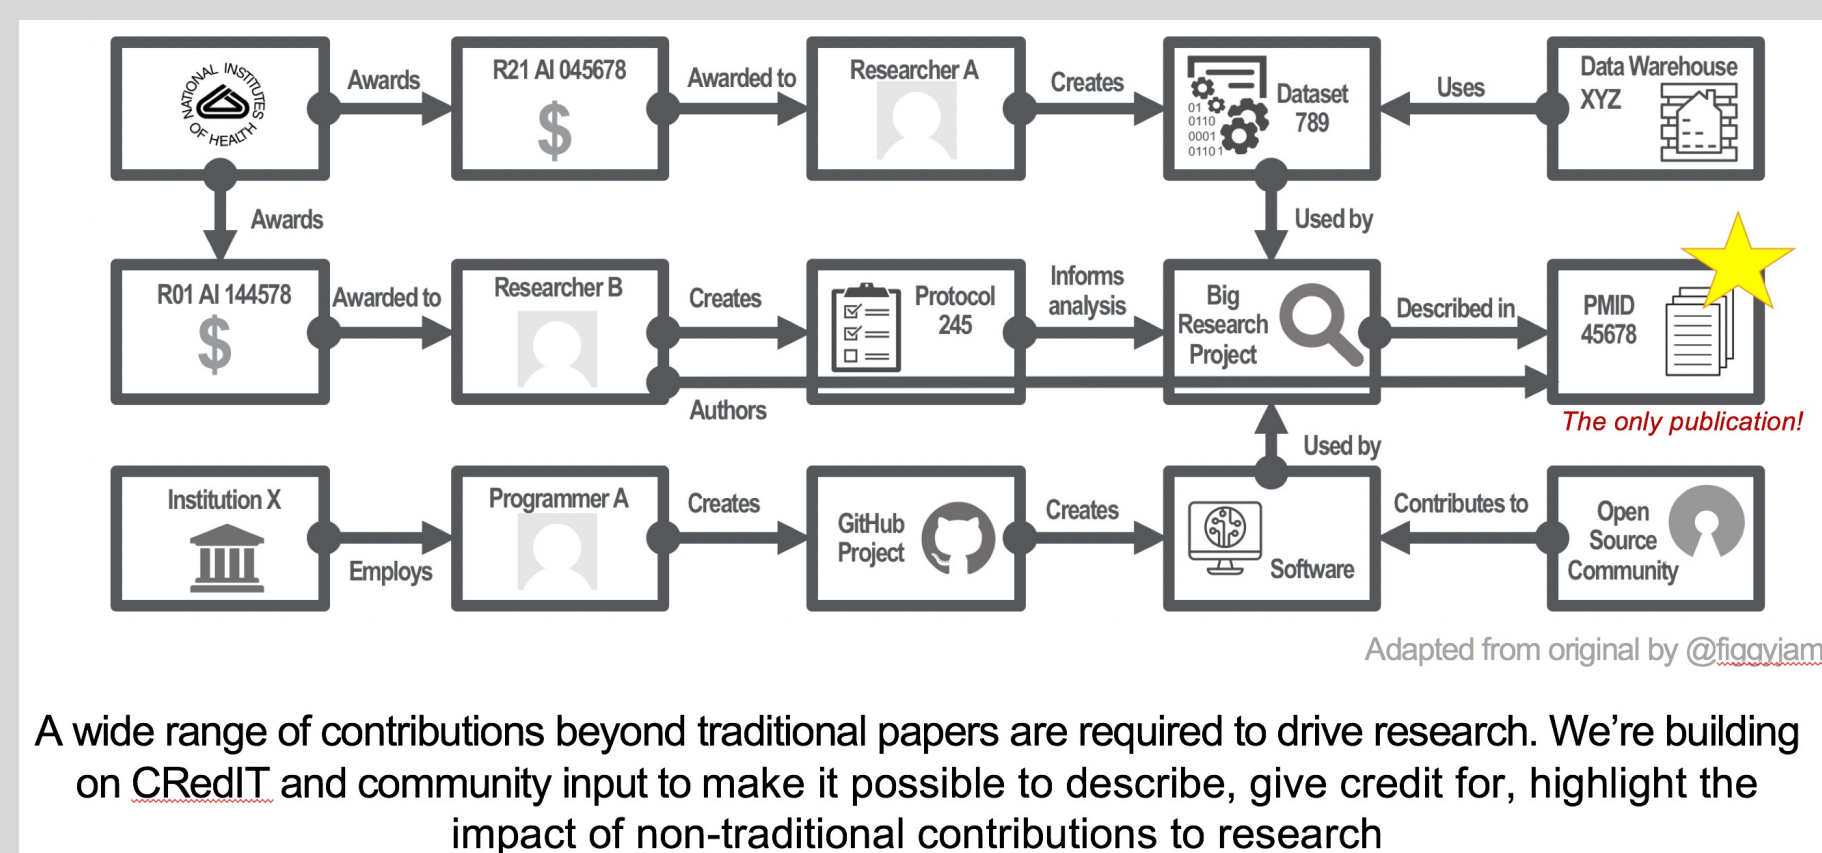 NATIONAL INSTITUTES
OF HEALTH
Awards
R21 AI 045678
$
Awarded to
Researcher A
Creates
01
0110
0001
01101
Dataset
789
Uses
Data Warehouse
XYZ
Awards
Used by
R01 AI 144578
$
Awarded to
Researcher B
Creates
Authors
Protocol
245
Informs
analysis
Big
Research
Project
Described in
PMID
45678
The only publication!
Used by
Institution X
Employs
Programmer A
Creates
GitHub
Project
Creates
Software
Contributes to
Open
Source
Community
Adapted from original by @figgyjam
A wide range of contributions beyond traditional papers are required to drive research. We’re building
on CRedIT and community input to make it possible to describe, give credit for, highlight the
impact of non-traditional contributions to research